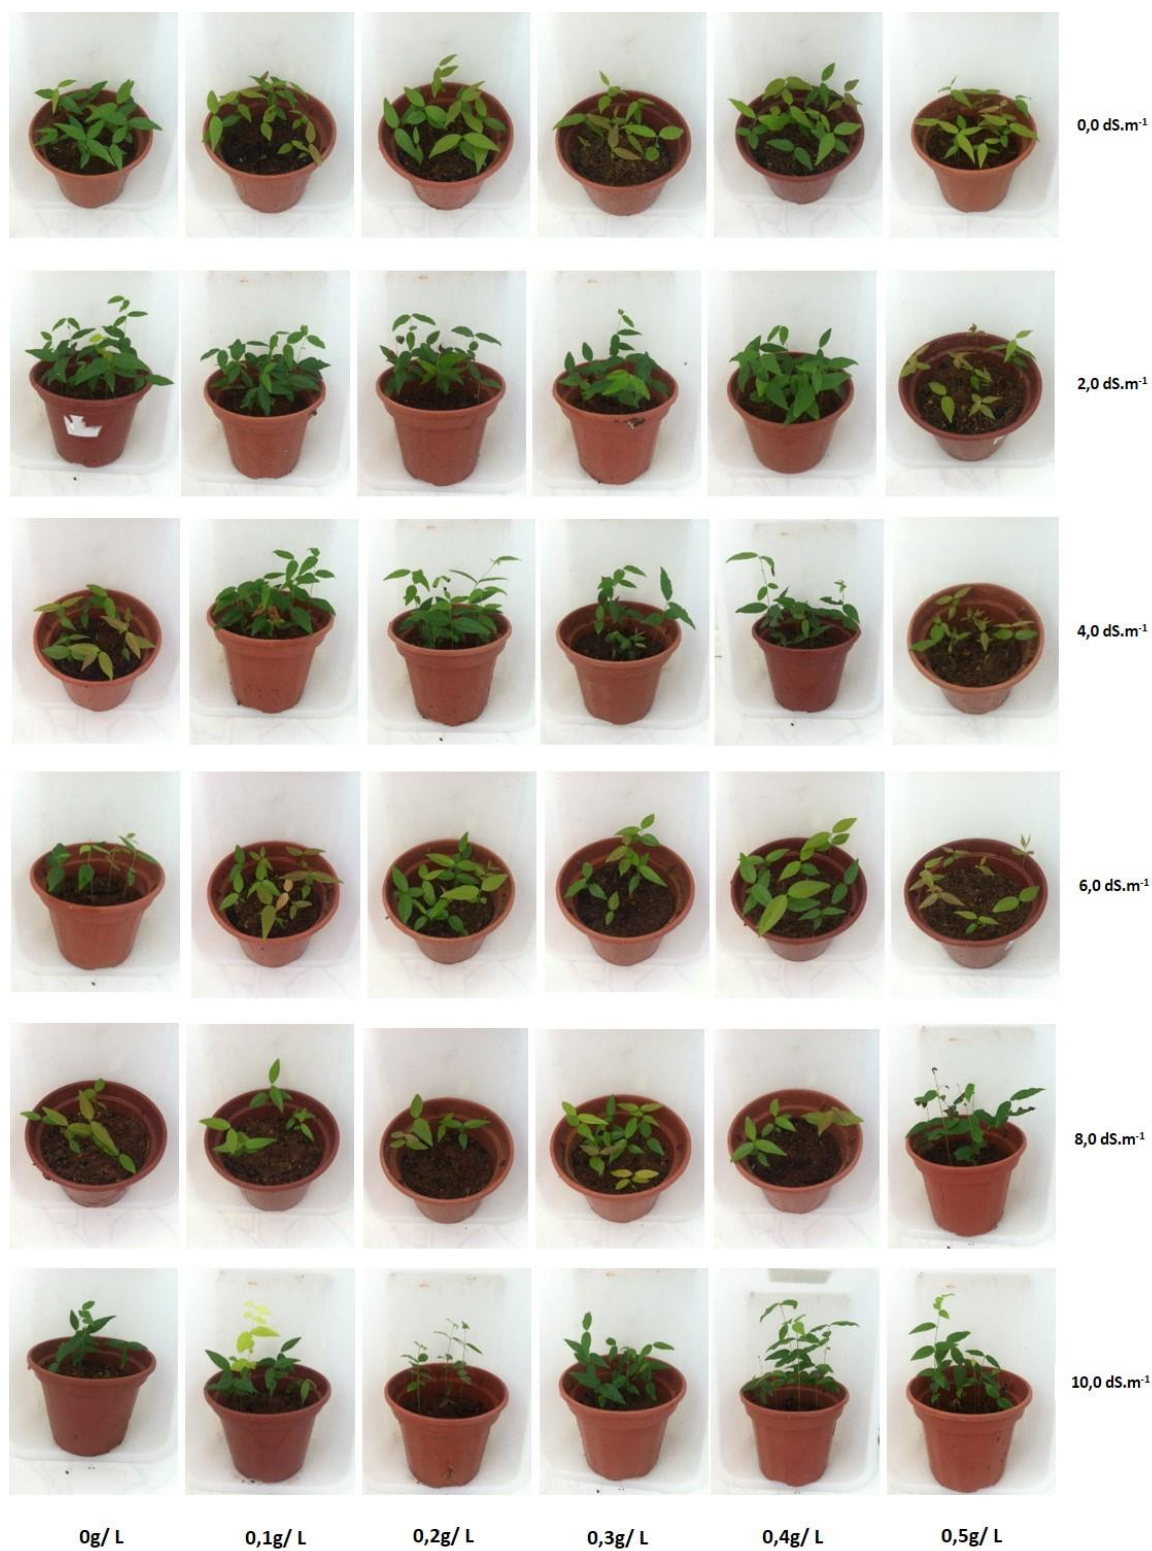 0,0 dS.m⁻¹
2,0 dS.m⁻¹
4,0 dS.m⁻¹
6,0 dS.m⁻¹
8,0 dS.m⁻¹
10,0 dS.m⁻¹
0g/ L 0,1g/ L 0,2g/ L 0,3g/ L 0,4g/ L 0,5g/ L